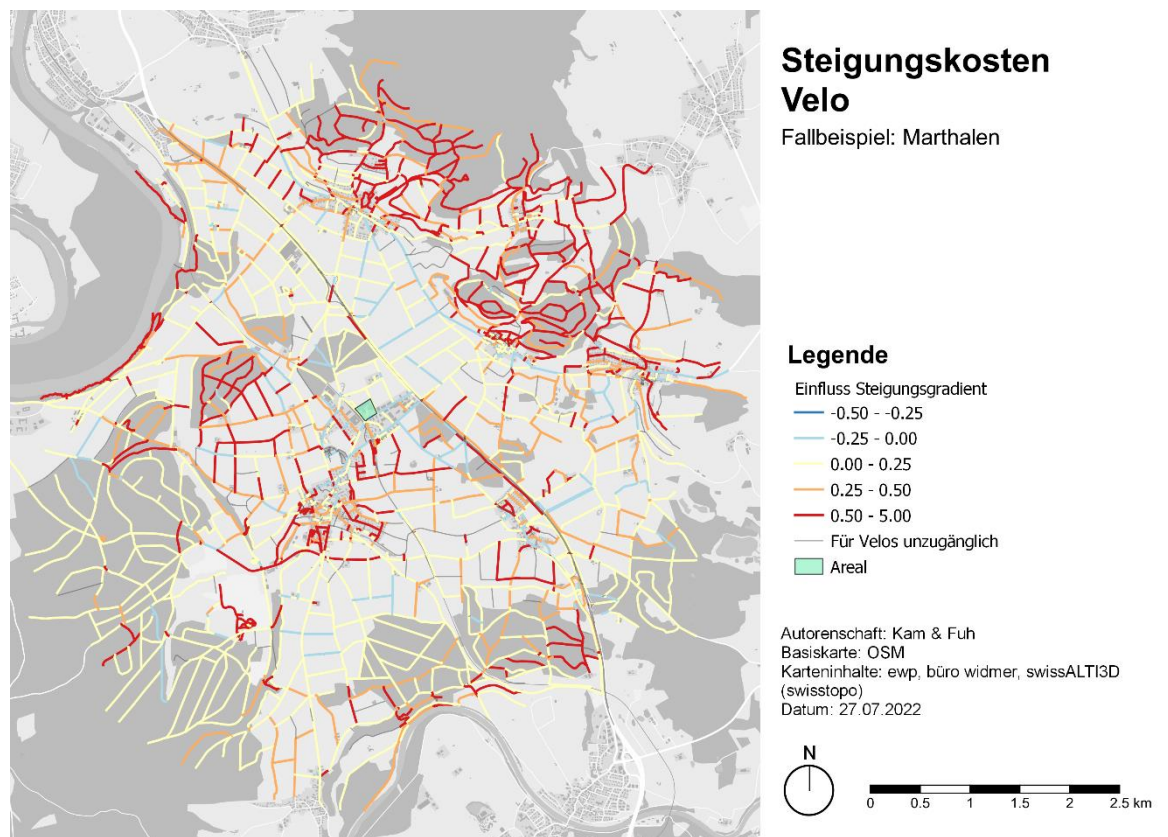 Steigungskosten
Velo
Fallbeispiel: Marthalen
Legende
Einfluss Steigungsgradient
-0.50 - -0.25
-0.25 - 0.00
0.00 - 0.25
0.25 - 0.50
0.50 - 5.00
Für Velos unzugänglich
Areal
Autorenschaft: Kam & Fuh
Basiskarte: OSM
Karteninhalte: ewp, büro widmer, swissALTI3D
(swisstopo)
Datum: 27.07.2022
N
0 0.5 1 1.5 2 2.5 km